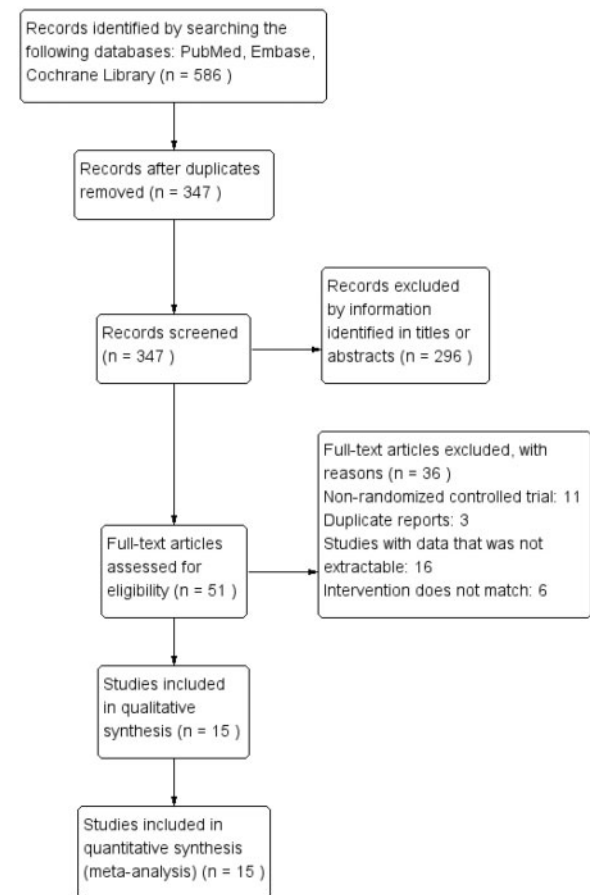 Records identified by searching the
following databases: PubMed, Embase,
Cochrane Library (n = 586 )
Records after duplicates
removed (n = 347 )
Records screened
(n = 347 )
Records excluded
by information
identified in titles or
abstracts (n = 296 )
Full-text articles
assessed for
eligibility (n = 51 )
Full-text articles excluded, with
reasons (n = 36 )
Non-randomized controlled trial: 11
Duplicate reports: 3
Studies with data that was not
extractable: 16
Intervention does not match: 6
Studies included
in qualitative
synthesis (n = 15 )
Studies included in
quantitative synthesis
(meta-analysis) (n = 15 )